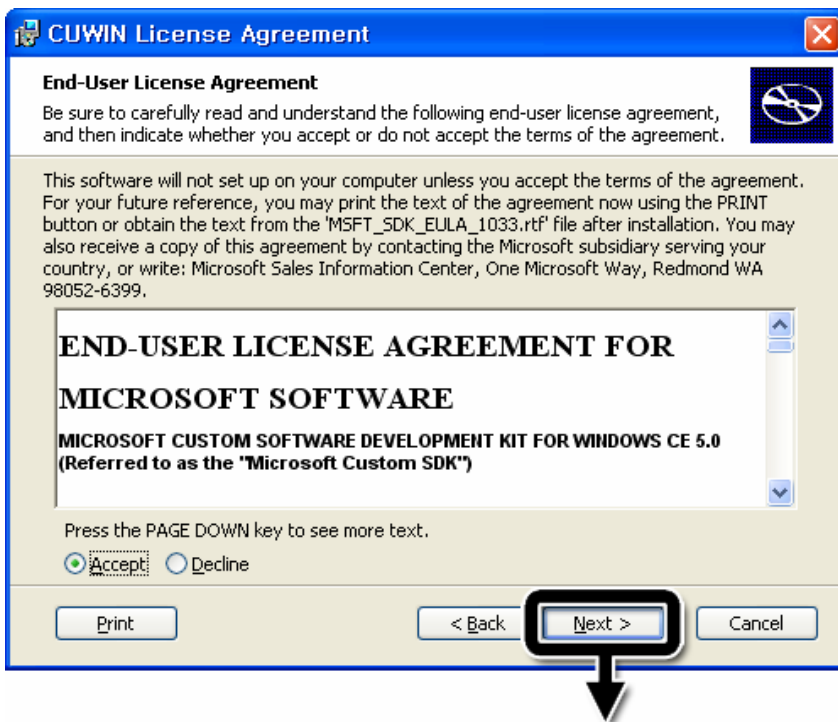 CUWIN License Agreement
End-User License Agreement
Be sure to carefully read and understand the following end-user license agreement,
and then indicate whether you accept or do not accept the terms of the agreement.
This software will not set up on your computer unless you accept the terms of the agreement.
For your future reference, you may print the text of the agreement now using the PRINT
button or obtain the text from the 'MSFT_SDK_EULA_1033.rtf' file after installation. You may
also receive a copy of this agreement by contacting the Microsoft subsidiary serving your
country, or write: Microsoft Sales Information Center, One Microsoft Way, Redmond WA
98052-6399.
END-USER LICENSE AGREEMENT FOR
MICROSOFT SOFTWARE
MICROSOFT CUSTOM SOFTWARE DEVELOPMENT KIT FOR WINDOWS CE 5.0
(Referred to as the "Microsoft Custom SDK")
Press the PAGE DOWN key to see more text.
Accept Decline
Print < Back Next > Cancel